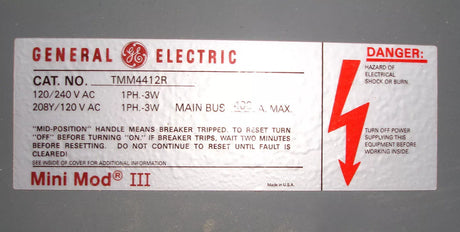 GENERAL GE ELECTRIC
CAT. NO. TMM4412R
120/240 V AC 1PH.-3W
208Y/120 V AC 1PH.-3W MAIN BUS A. MAX.
"MID-POSITION" HANDLE MEANS BREAKER TRIPPED. TO RESET TURN
"OFF" BEFORE TURNING "ON." IF BREAKER TRIPS, WAIT TWO MINUTES
BEFORE RESETTING. DO NOT CONTINUE TO RESET UNTIL FAULT IS
CLEARED!
SEE INSIDE OF COVER FOR ADDITIONAL INFORMATION
Mini Mod® III
Made in U.S.A.
DANGER:
HAZARD OF
ELECTRICAL
SHOCK OR BURN.
TURN OFF POWER
SUPPLYING THIS
EQUIPMENT BEFORE
WORKING INSIDE.